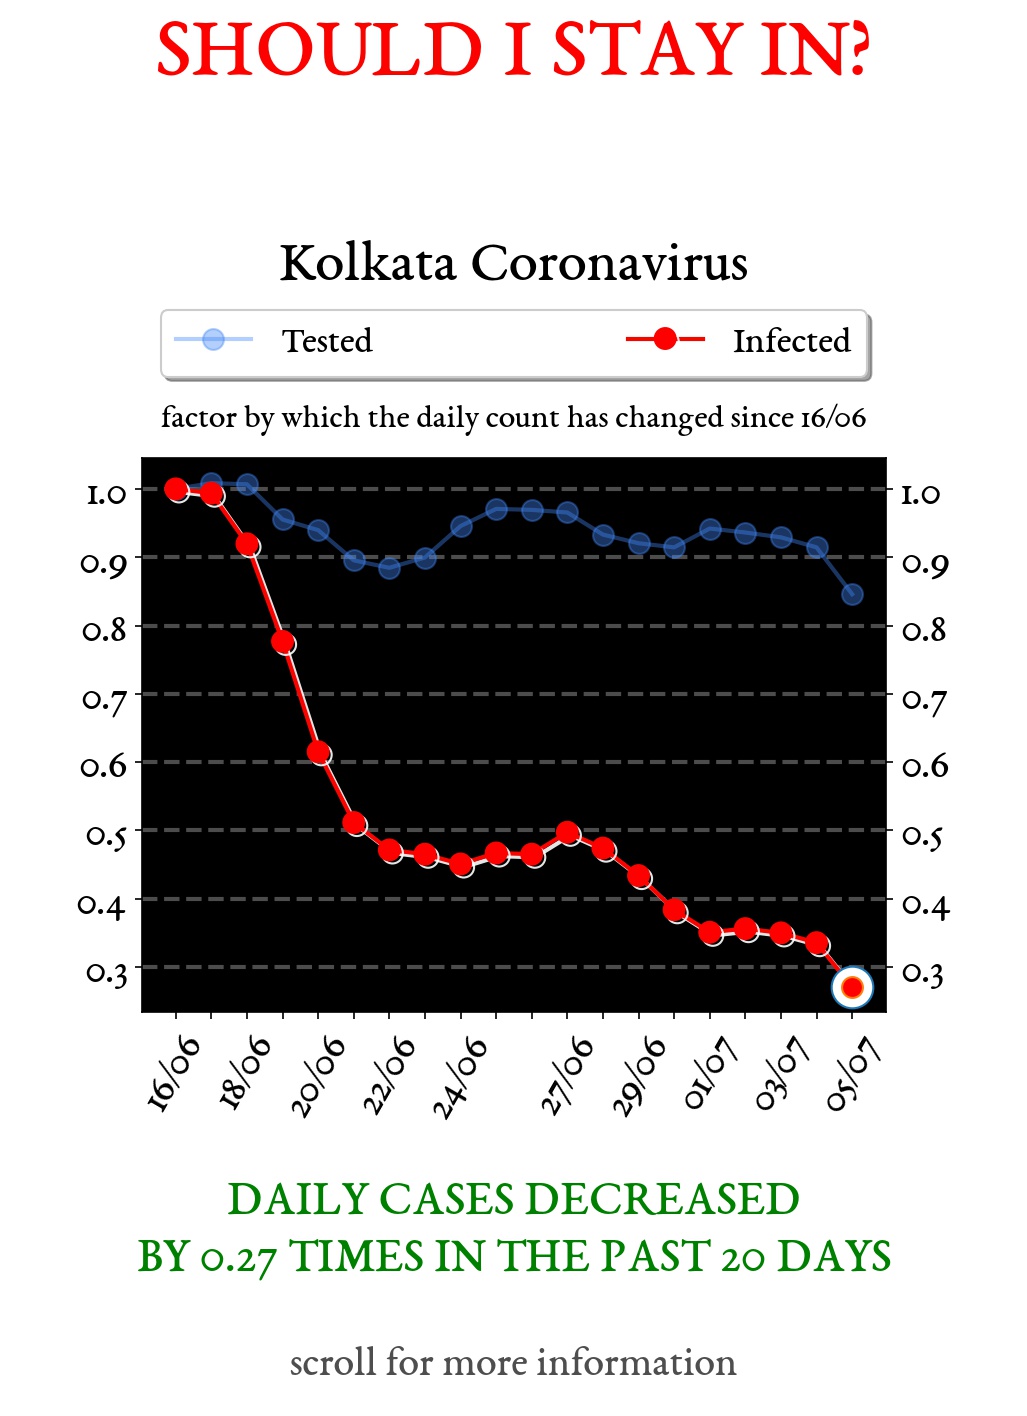 SHOULD I STAY IN?
Kolkata Coronavirus
Tested Infected
factor by which the daily count has changed since 16/06
1.0 1.0
0.9 0.9
0.8 0.8
0.7 0.7
0.6 0.6
0.5 0.5
0.4 0.4
0.3 0.3
16/06 18/06 20/06 22/06 24/06 27/06 29/06 01/07 03/07 05/07
DAILY CASES DECREASED
BY 0.27 TIMES IN THE PAST 20 DAYS
scroll for more information